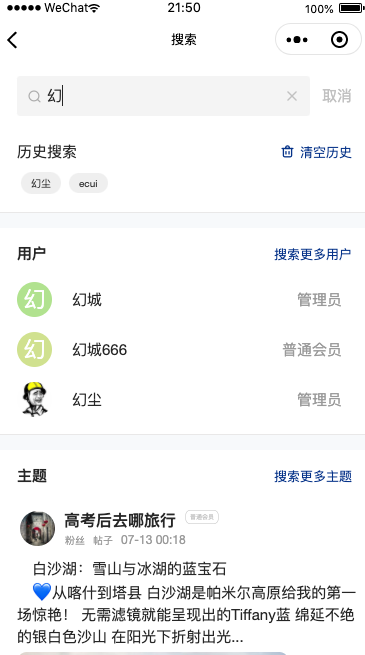 WeChat 21:50 100%
搜索
幻 取消
历史搜索 清空历史
幻尘 ecui
用户 搜索更多用户
幻 幻城 管理员
幻 幻城666 普通会员
幻尘 管理员
主题 搜索更多主题
高考后去哪旅行 普通会员
粉丝 帖子 07-13 00:18
白沙湖：雪山与冰湖的蓝宝石
💙从喀什到塔县 白沙湖是帕米尔高原给我的第一
场惊艳！ 无需滤镜就能呈现出的Tiffany蓝 绵延不绝
的银白色沙山 在阳光下折射出光...